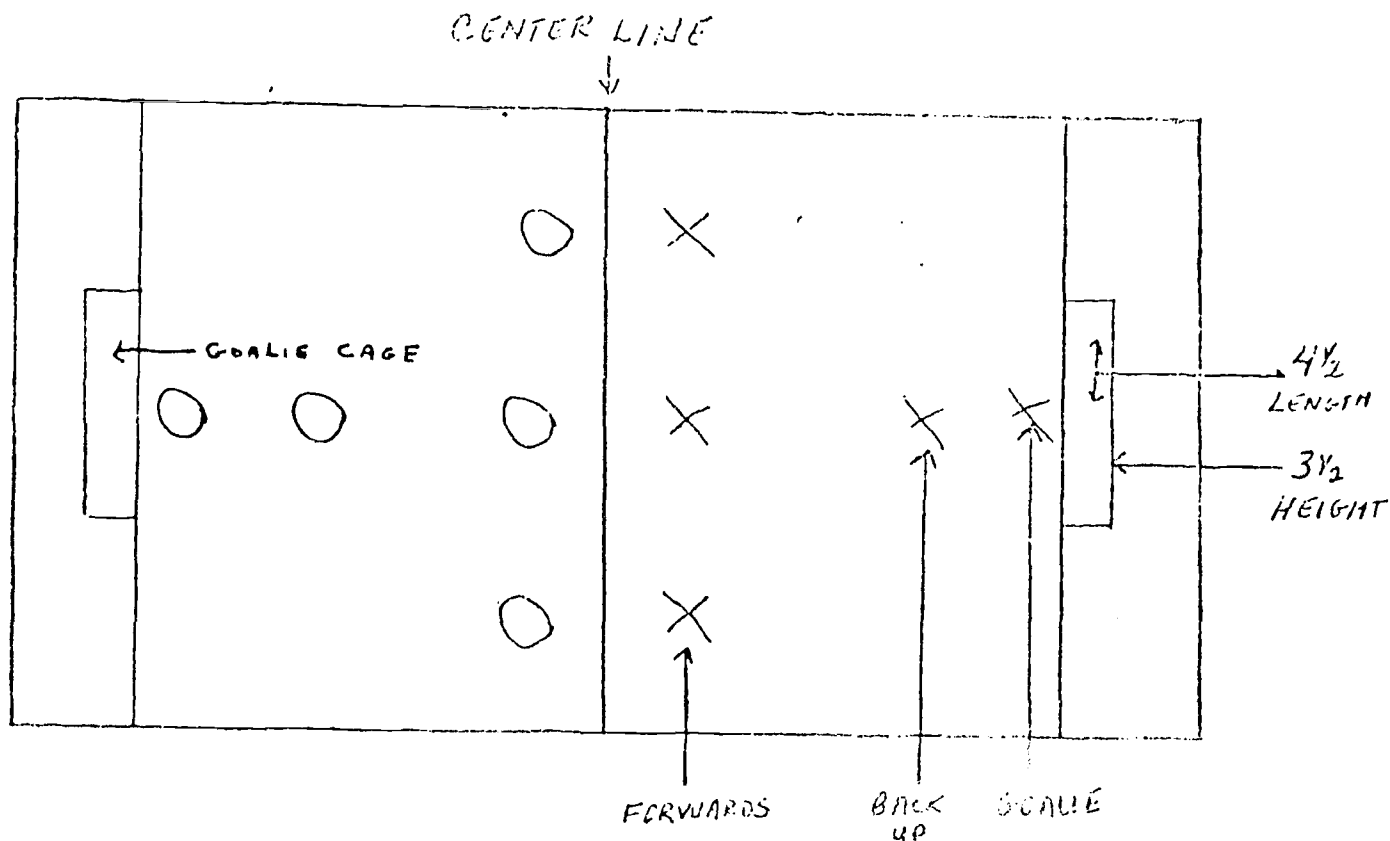 CENTER LINE
GOALIE CAGE
4½
LENGTH
3½
HEIGHT
FORWARDS
BACK
UP
GOALIE